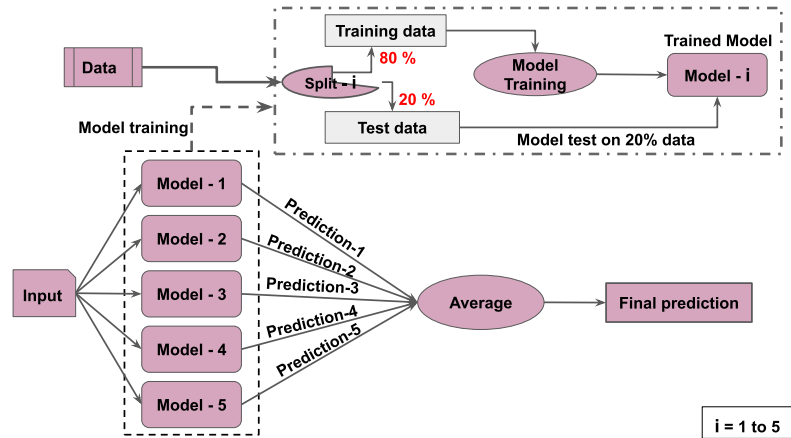 Training data
Trained Model
Data
80 %
Model
Training
Model - i
Split - i
20 %
Model training
Test data
Model test on 20% data
Model - 1
Prediction-1
Model - 2
Prediction-2
Input
Model - 3
Prediction-3
Average
Final prediction
Prediction-4
Model - 4
Prediction-5
Model - 5
i = 1 to 5